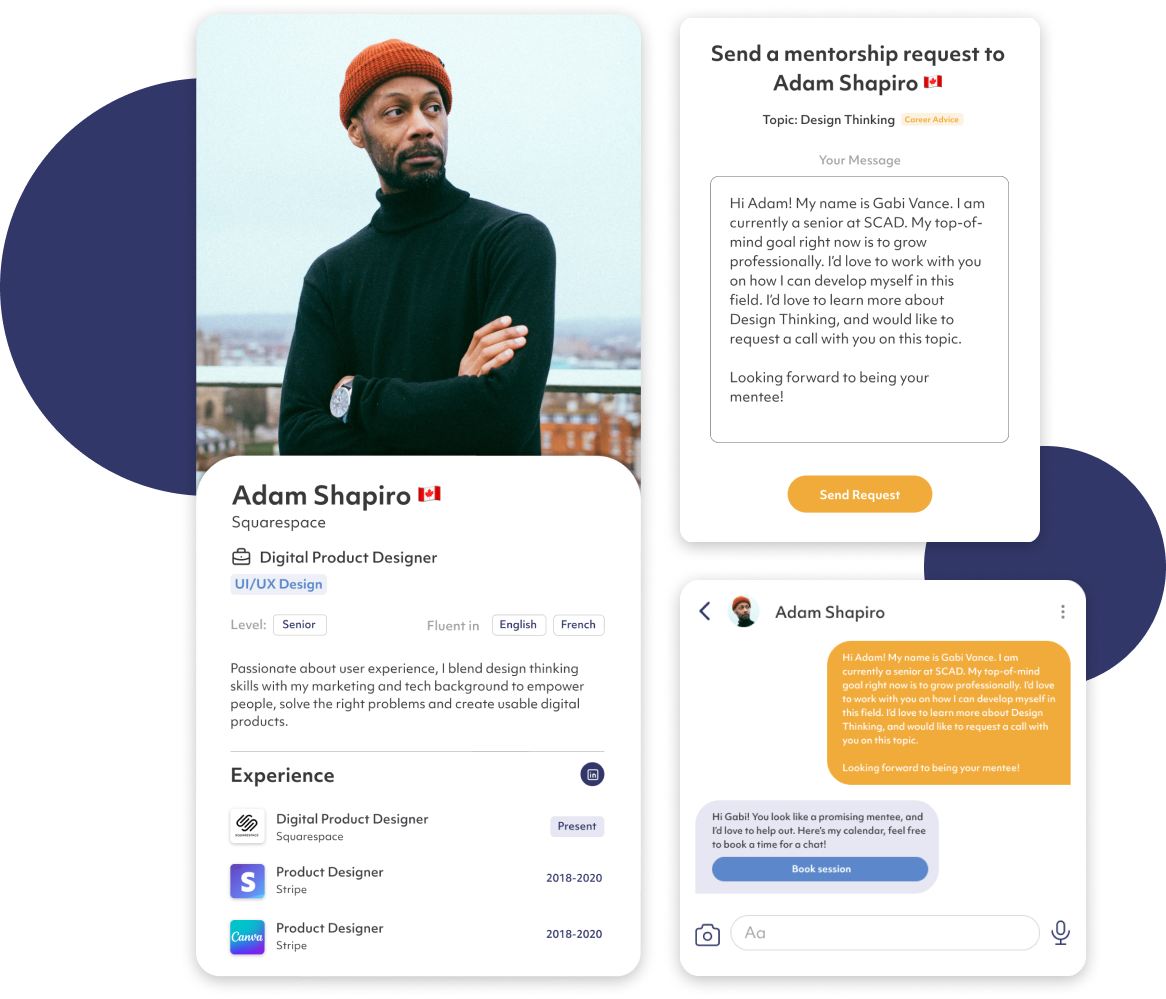 Adam Shapiro 🇨🇦
Squarespace
Digital Product Designer
UI/UX Design
Level: Senior
Fluent in English French
Passionate about user experience, I blend design thinking
skills with my marketing and tech background to empower
people, solve the right problems and create usable digital
products.
Experience
in
SQUARESPACE
Digital Product Designer
Squarespace
Present
S
Product Designer
Stripe
2018-2020
Canva
Product Designer
Stripe
2018-2020
Send a mentorship request to
Adam Shapiro 🇨🇦
Topic: Design Thinking Career Advice
Your Message
Hi Adam! My name is Gabi Vance. I am
currently a senior at SCAD. My top-of-
mind goal right now is to grow
professionally. I'd love to work with you
on how I can develop myself in this
field. I'd love to learn more about
Design Thinking, and would like to
request a call with you on this topic.
Looking forward to being your
mentee!
Send Request
Adam Shapiro
Hi Adam! My name is Gabi Vance. I am
currently a senior at SCAD. My top-of-mind
goal right now is to grow professionally. I'd love
to work with you on how I can develop myself in
this field. I'd love to learn more about Design
Thinking, and would like to request a call with
you on this topic.
Looking forward to being your mentee!
Hi Gabi! You look like a promising mentee, and
I'd love to help out. Here's my calendar, feel free
to book a time for a chat!
Book session
Aa